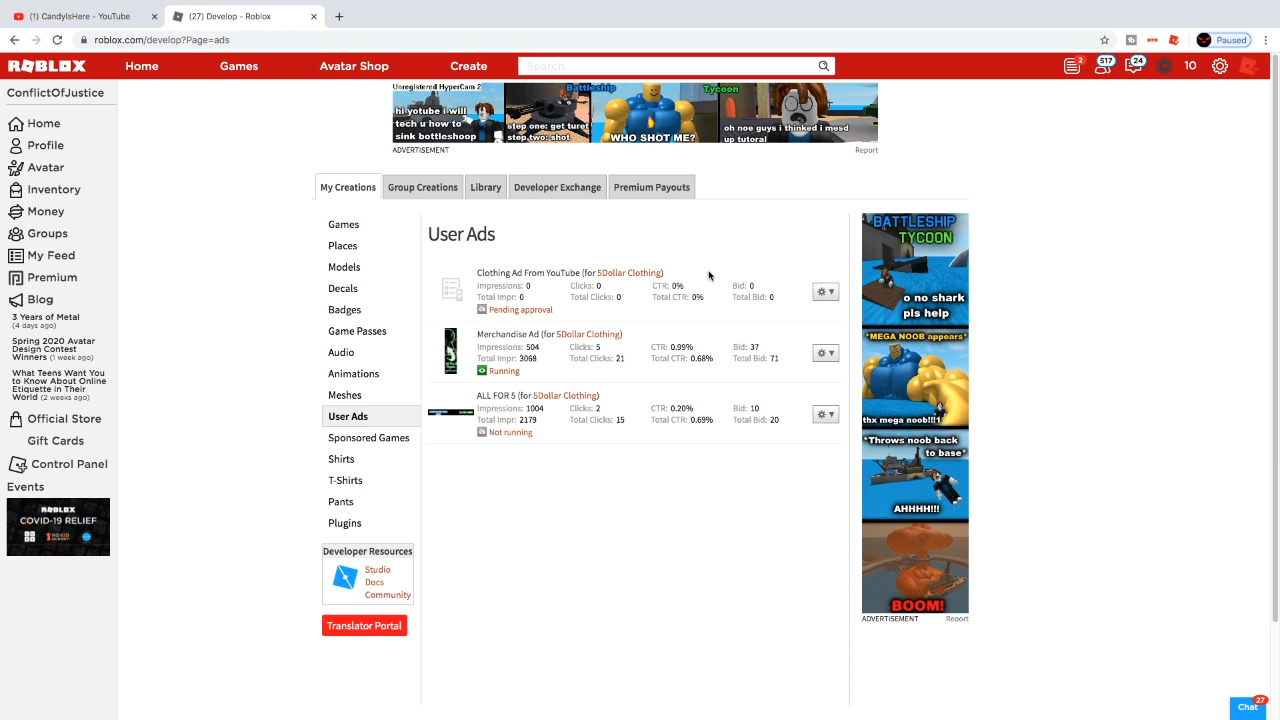 (1) CandyIsHere - YouTube
(27) Develop - Roblox
roblox.com/develop?Page=ads
Paused
ROBLOX
Home
Games
Avatar Shop
Create
Search
2
517
24
10
ConflictOfJustice
Home
Profile
Avatar
Inventory
Money
Groups
My Feed
Premium
Blog
3 Years of Metal
(4 days ago)
Spring 2020 Avatar
Design Contest
Winners (1 week ago)
What Teens Want You
to Know About Online
Etiquette in Their
World (2 weeks ago)
Official Store
Gift Cards
Control Panel
Events
ROBLOX
COVID-19 RELIEF
Unregistered HyperCam 2
hi yotube i will
tech u how to
sink bottleshoop
step one: get turet
step two: shot
Battleship
WHO SHOT ME?
Tycoon
oh noe guys i thinked i mesd
up tutoral
ADVERTISEMENT
Report
My Creations
Group Creations
Library
Developer Exchange
Premium Payouts
Games
Places
Models
Decals
Badges
Game Passes
Audio
Animations
Meshes
User Ads
Sponsored Games
Shirts
T-Shirts
Pants
Plugins
Developer Resources
Studio
Docs
Community
Translator Portal
User Ads
Clothing Ad From YouTube (for 5Dollar Clothing)
Impressions: 0 Clicks: 0 CTR: 0% Bid: 0
Total Impr: 0 Total Clicks: 0 Total CTR: 0% Total Bid: 0
Pending approval
Merchandise Ad (for 5Dollar Clothing)
Impressions: 504 Clicks: 5 CTR: 0.99% Bid: 37
Total Impr: 3068 Total Clicks: 21 Total CTR: 0.68% Total Bid: 71
Running
ALL FOR 5 (for 5Dollar Clothing)
Impressions: 1004 Clicks: 2 CTR: 0.20% Bid: 10
Total Impr: 2179 Total Clicks: 15 Total CTR: 0.69% Total Bid: 20
Not running
BATTLESHIP
TYCOON
o no shark
pls help
*MEGA NOOB appears*
thx mega noob!!!1
*Throws noob back
to base*
AHHHH!!!
BOOM!
ADVERTISEMENT
Report
Chat
27